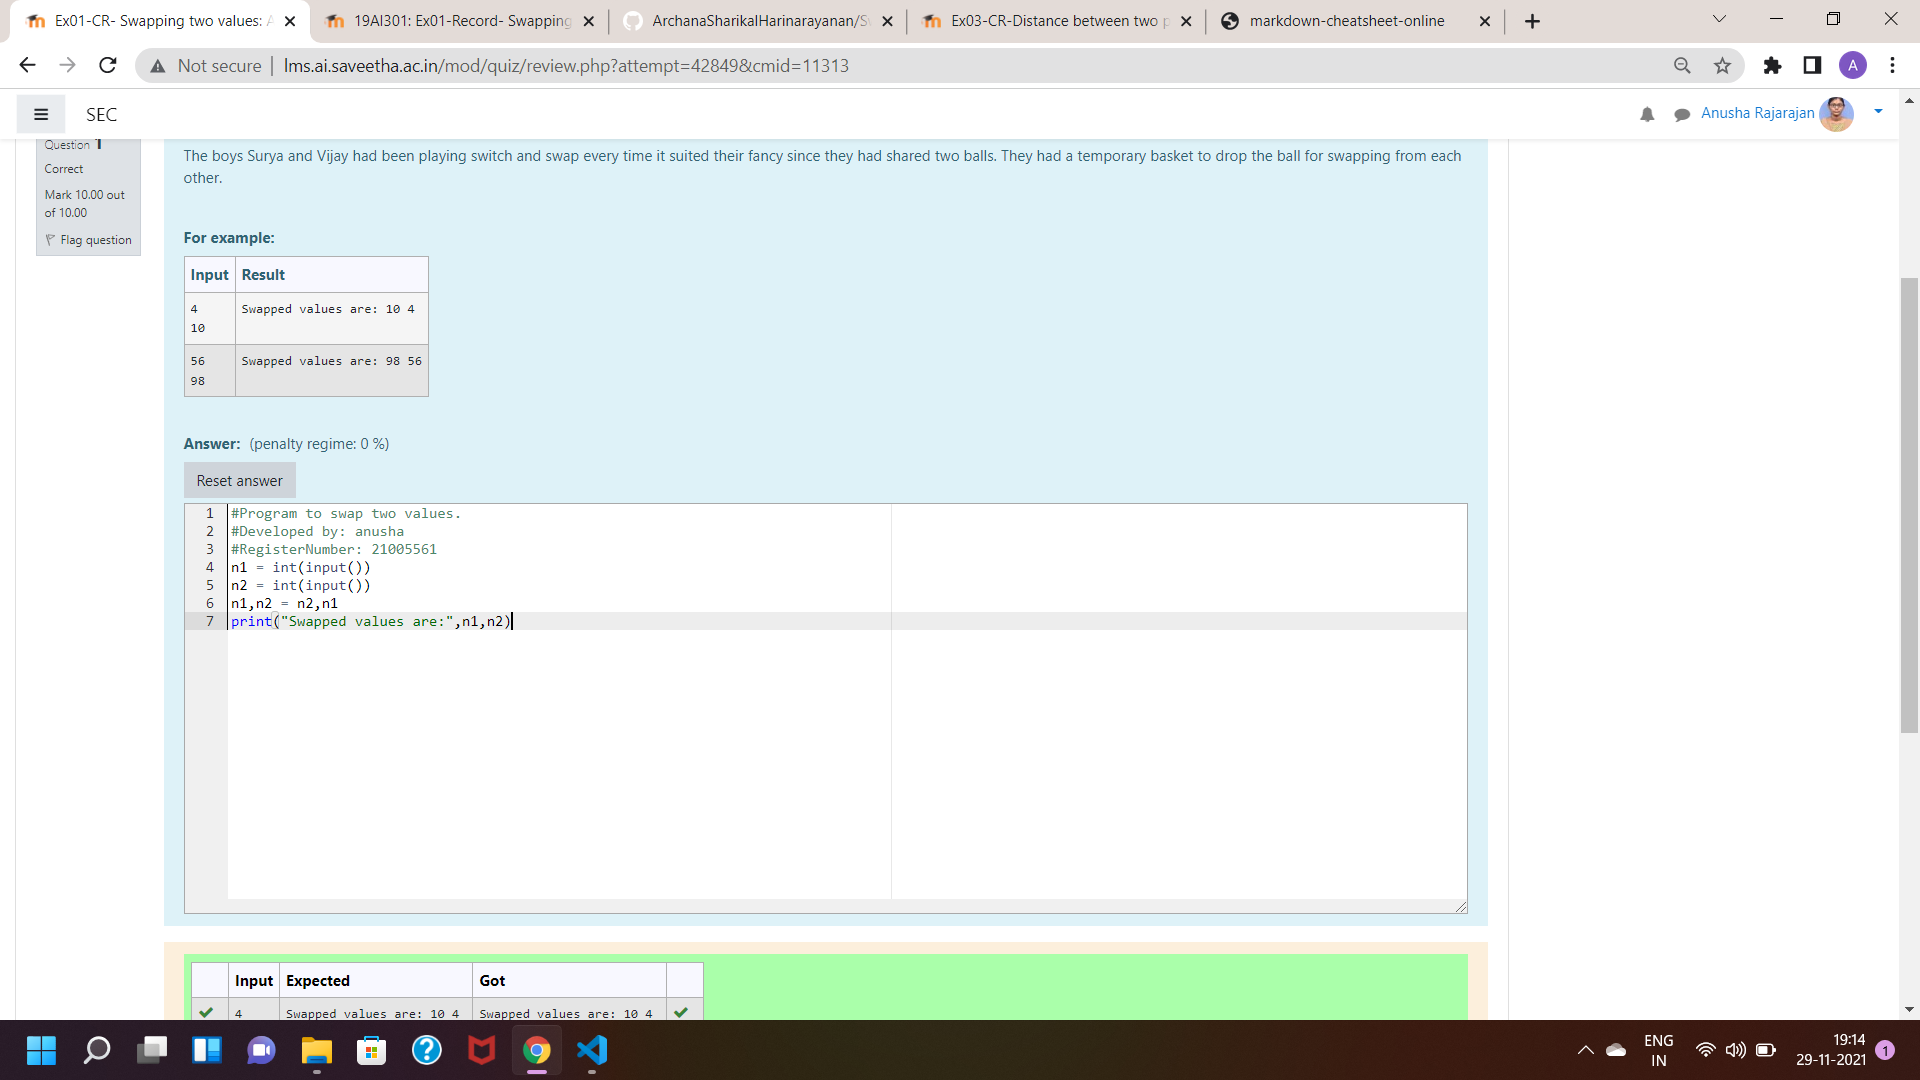 Ex01-CR- Swapping two values: A
19AI301: Ex01-Record- Swapping
ArchanaSharikalHarinarayanan/Sw
Ex03-CR-Distance between two p
markdown-cheatsheet-online
Not secure | lms.ai.saveetha.ac.in/mod/quiz/review.php?attempt=42849&cmid=11313
A
SEC
Anusha Rajarajan
Question 1
Correct
Mark 10.00 out
of 10.00
Flag question
The boys Surya and Vijay had been playing switch and swap every time it suited their fancy since they had shared two balls. They had a temporary basket to drop the ball for swapping from each
other.
For example:
Input Result
4 Swapped values are: 10 4
10
56 Swapped values are: 98 56
98
Answer: (penalty regime: 0 %)
Reset answer
1 #Program to swap two values.
2 #Developed by: anusha
3 #RegisterNumber: 21005561
4 n1 = int(input())
5 n2 = int(input())
6 n1,n2 = n2,n1
7 print("Swapped values are:",n1,n2)
Input Expected Got
4 Swapped values are: 10 4 Swapped values are: 10 4
ENG
IN
19:14
29-11-2021
1